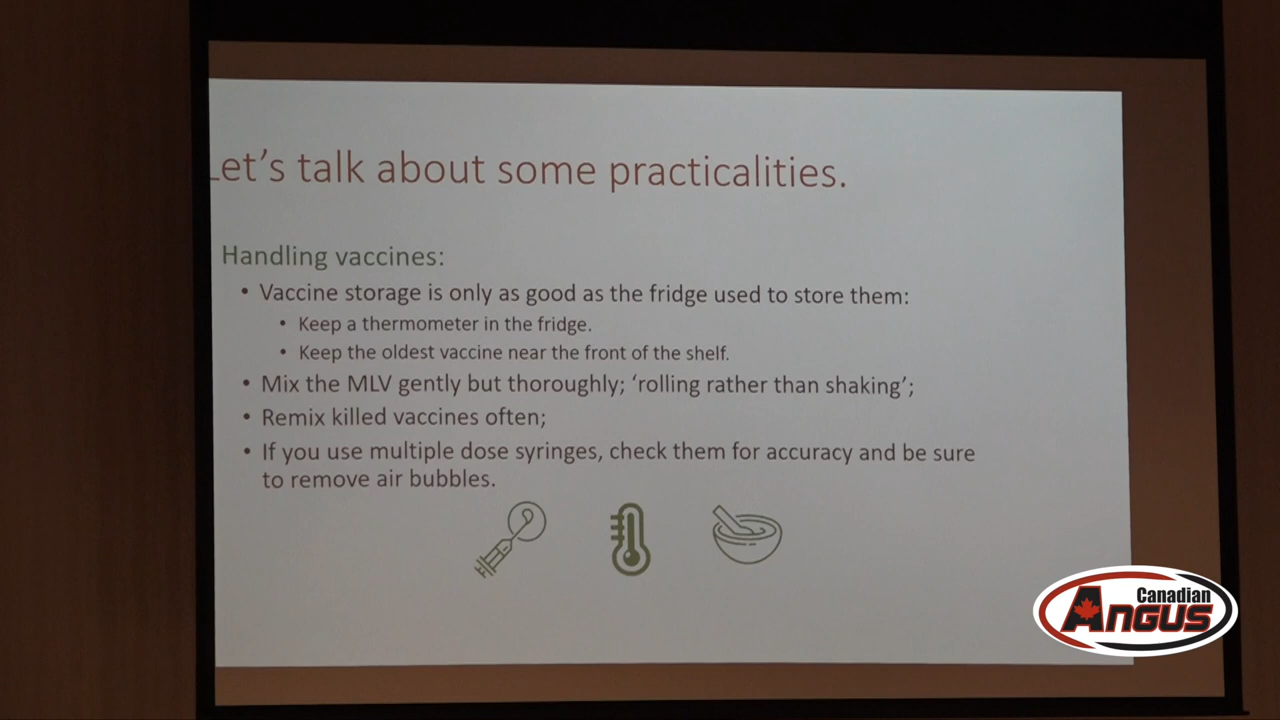 Let's talk about some practicalities.
Handling vaccines:
• Vaccine storage is only as good as the fridge used to store them:
• Keep a thermometer in the fridge.
• Keep the oldest vaccine near the front of the shelf.
• Mix the MLV gently but thoroughly; ‘rolling rather than shaking’;
• Remix killed vaccines often;
• If you use multiple dose syringes, check them for accuracy and be sure
to remove air bubbles.
Canadian
ANGUS